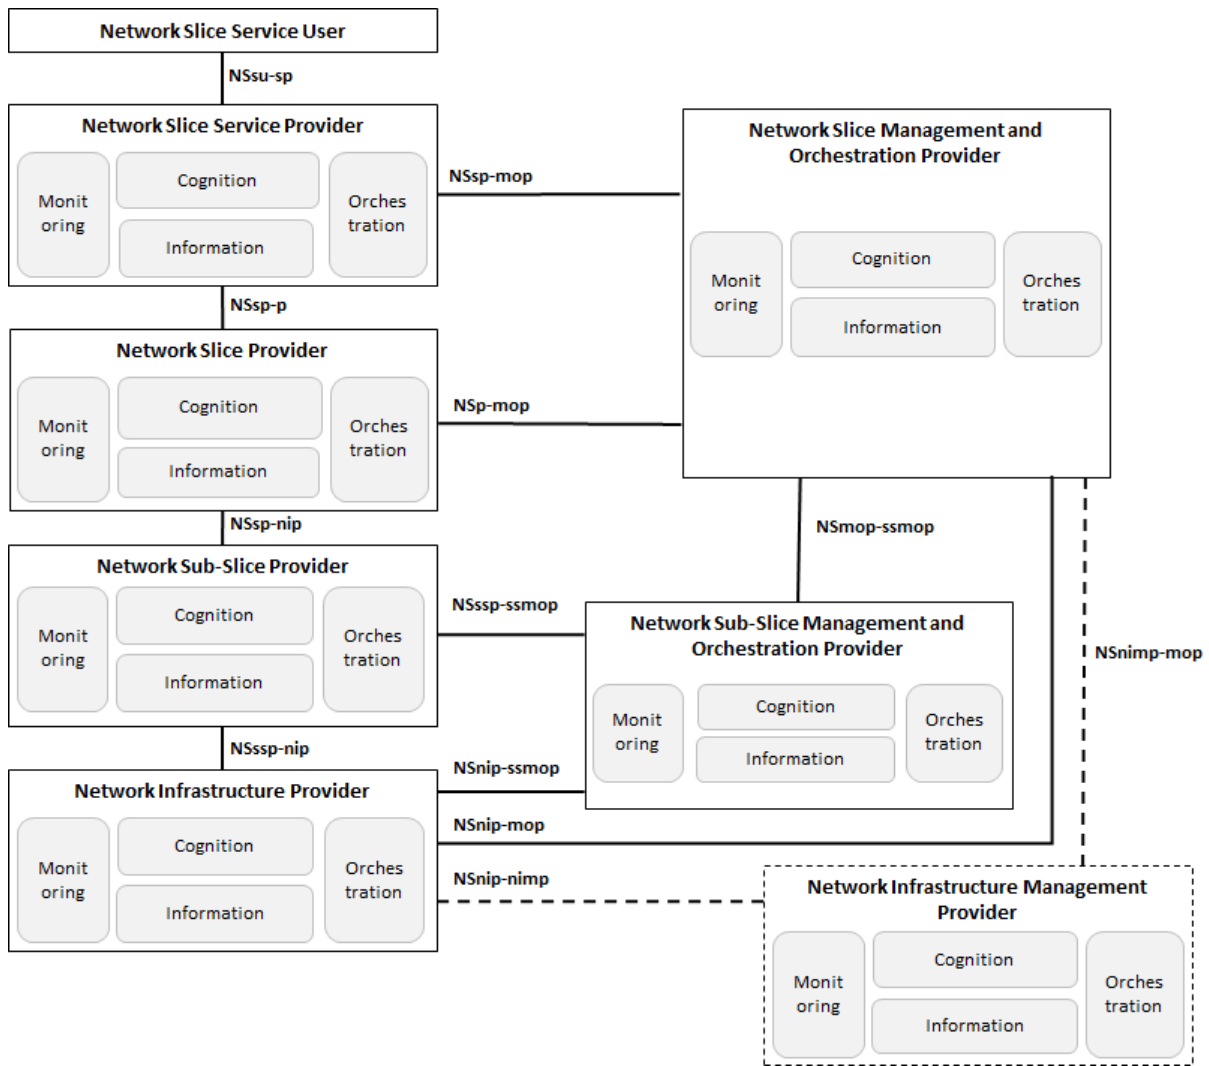 Network Slice Service User
NSsu-sp
Network Slice Service Provider
Monit
oring
Cognition
Information
Orches
tration
NSsp-mop
Network Slice Management and
Orchestration Provider
Monit
oring
Cognition
Information
Orches
tration
NSsp-p
Network Slice Provider
Monit
oring
Cognition
Information
Orches
tration
NSp-mop
NSsp-nip
NSmop-ssmop
Network Sub-Slice Provider
Monit
oring
Cognition
Information
Orches
tration
NSssp-ssmop
Network Sub-Slice Management and
Orchestration Provider
Monit
oring
Cognition
Information
Orches
tration
NSnimp-mop
NSssp-nip
NSnip-ssmop
Network Infrastructure Provider
Monit
oring
Cognition
Information
Orches
tration
NSnip-mop
NSnip-nimp
Network Infrastructure Management
Provider
Monit
oring
Cognition
Information
Orches
tration